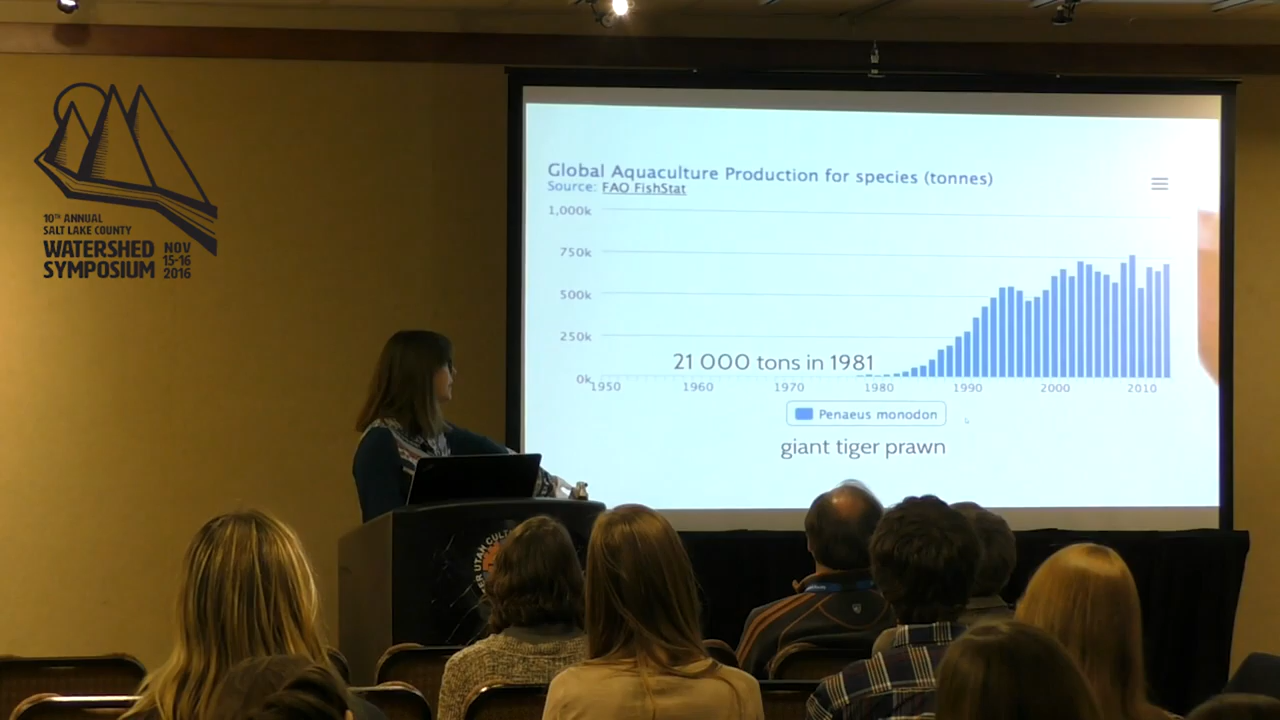 10TH ANNUAL
SALT LAKE COUNTY
WATERSHED
SYMPOSIUM
NOV
15-16
2016
Global Aquaculture Production for species (tonnes)
Source: FAO FishStat
1,000k
750k
500k
250k
0k
21 000 tons in 1981
1950 1960 1970 1980 1990 2000 2010
Penaeus monodon
giant tiger prawn
UTAH CULT